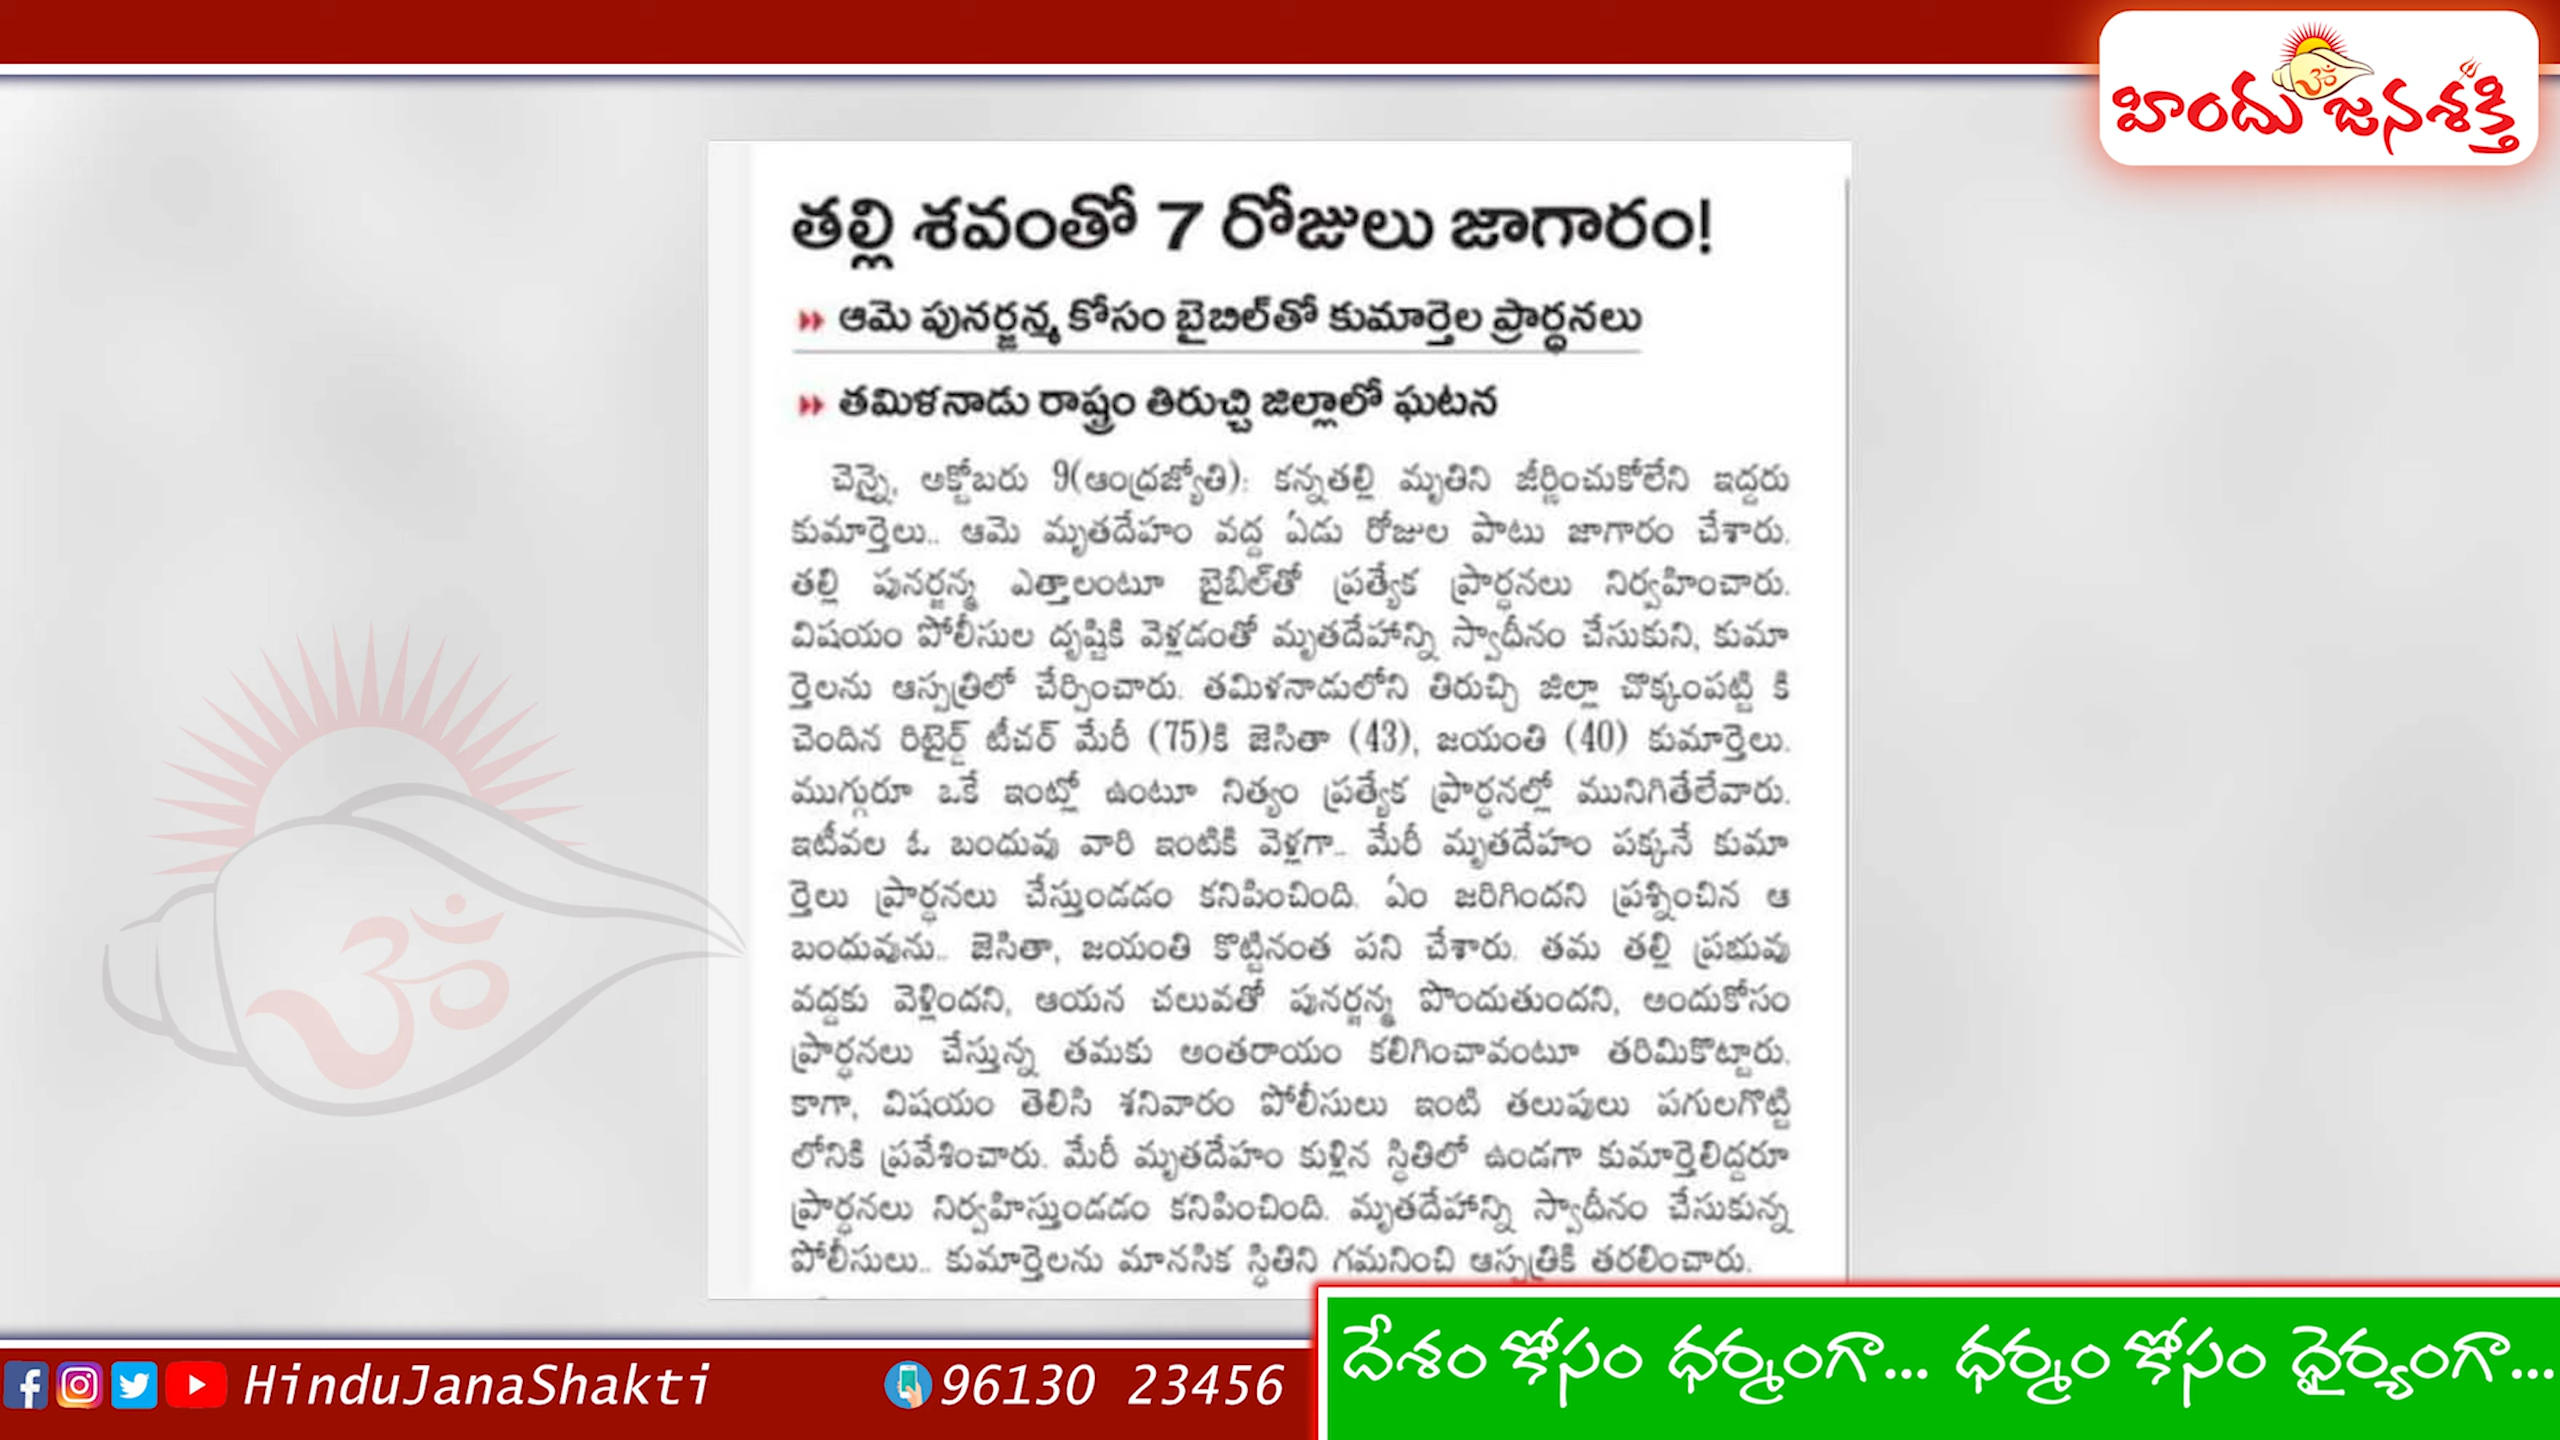 హిందు జనశక్తి
తల్లి శవంతో 7 రోజులు జాగారం!
ఆమె పునర్జన్మ కోసం బైబిల్‌తో కుమార్తెల ప్రార్థనలు
తమిళనాడు రాష్ట్రం తిరుచ్చి జిల్లాలో ఘటన
చెన్నై, అక్టోబరు 9(ఆంధ్రజ్యోతి): కన్నతల్లి మృతిని జీర్ణించుకోలేని ఇద్దరు
కుమార్తెలు.. ఆమె మృతదేహం వద్ద ఏడు రోజుల పాటు జాగారం చేశారు.
తల్లి పునర్జన్మ ఎత్తాలంటూ బైబిల్‌తో ప్రత్యేక ప్రార్థనలు నిర్వహించారు.
విషయం పోలీసుల దృష్టికి వెళ్లడంతో మృతదేహాన్ని స్వాధీనం చేసుకుని, కుమా
ర్తెలను ఆస్పత్రిలో చేర్పించారు. తమిళనాడులోని తిరుచ్చి జిల్లా చొక్కంపట్టి కి
చెందిన రిటైర్డ్ టీచర్ మేరీ (75)కి జెసితా (43), జయంతి (40) కుమార్తెలు.
ముగ్గురూ ఒకే ఇంట్లో ఉంటూ నిత్యం ప్రత్యేక ప్రార్థనల్లో మునిగితేలేవారు.
ఇటీవల ఓ బంధువు వారి ఇంటికి వెళ్లగా.. మేరీ మృతదేహం పక్కనే కుమా
ర్తెలు ప్రార్థనలు చేస్తుండడం కనిపించింది. ఏం జరిగిందని ప్రశ్నించిన ఆ
బంధువును.. జెసితా, జయంతి కొట్టినంత పని చేశారు. తమ తల్లి ప్రభువు
వద్దకు వెళ్లిందని, ఆయన చలువతో పునర్జన్మ పొందుతుందని, అందుకోసం
ప్రార్థనలు చేస్తున్న తమకు అంతరాయం కలిగించావంటూ తరిమికొట్టారు.
కాగా, విషయం తెలిసి శనివారం పోలీసులు ఇంటి తలుపులు పగులగొట్టి
లోనికి ప్రవేశించారు. మేరీ మృతదేహం కుళ్లిన స్థితిలో ఉండగా కుమార్తెలిద్దరూ
ప్రార్థనలు నిర్వహిస్తుండడం కనిపించింది. మృతదేహాన్ని స్వాధీనం చేసుకున్న
పోలీసులు.. కుమార్తెలను మానసిక స్థితిని గమనించి ఆస్పత్రికి తరలించారు.
HinduJanaShakti
96130 23456
దేశం కోసం ధర్మంగా... ధర్మం కోసం ధైర్యంగా...